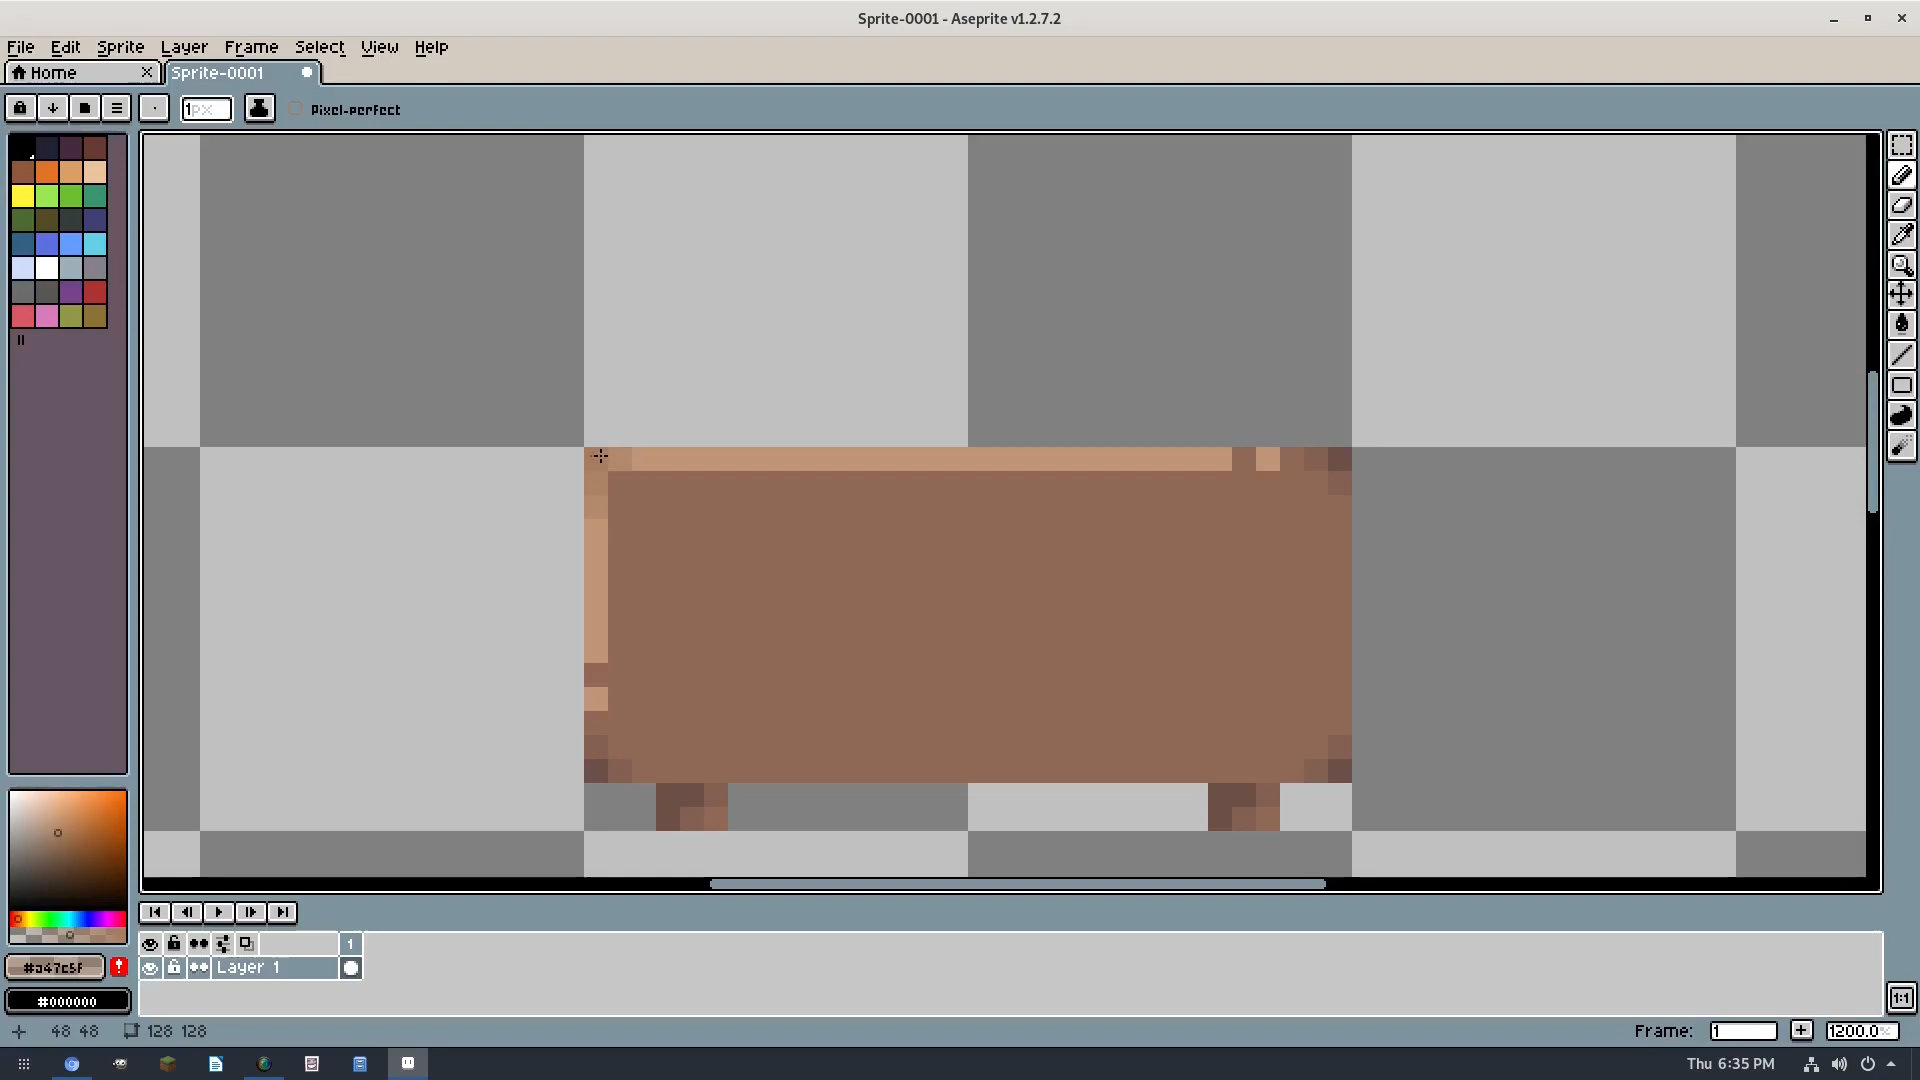 Sprite-0001 - Aseprite v1.2.7.2
File Edit Sprite Layer Frame Select View Help
Home Sprite-0001
1px Pixel-perfect
#a47c5f
#000000
1
Layer 1
48 48 128 128 Frame: 1 1200.0%
1:1
Thu 6:35 PM